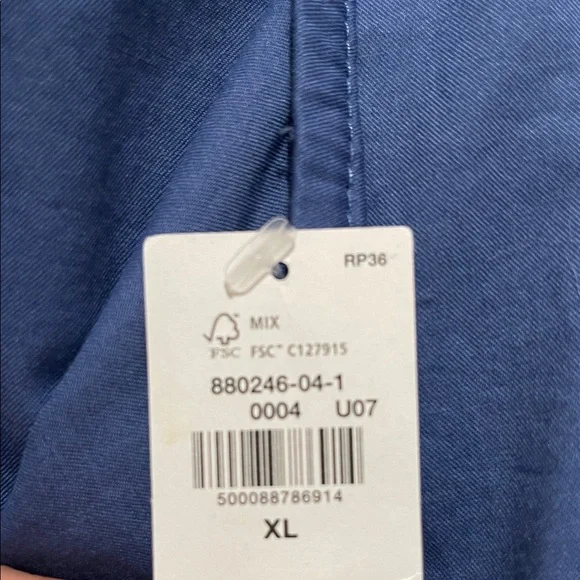 RP36
MIX
FSC FSC™ C127915
880246-04-1
0004 U07
500088786914
XL